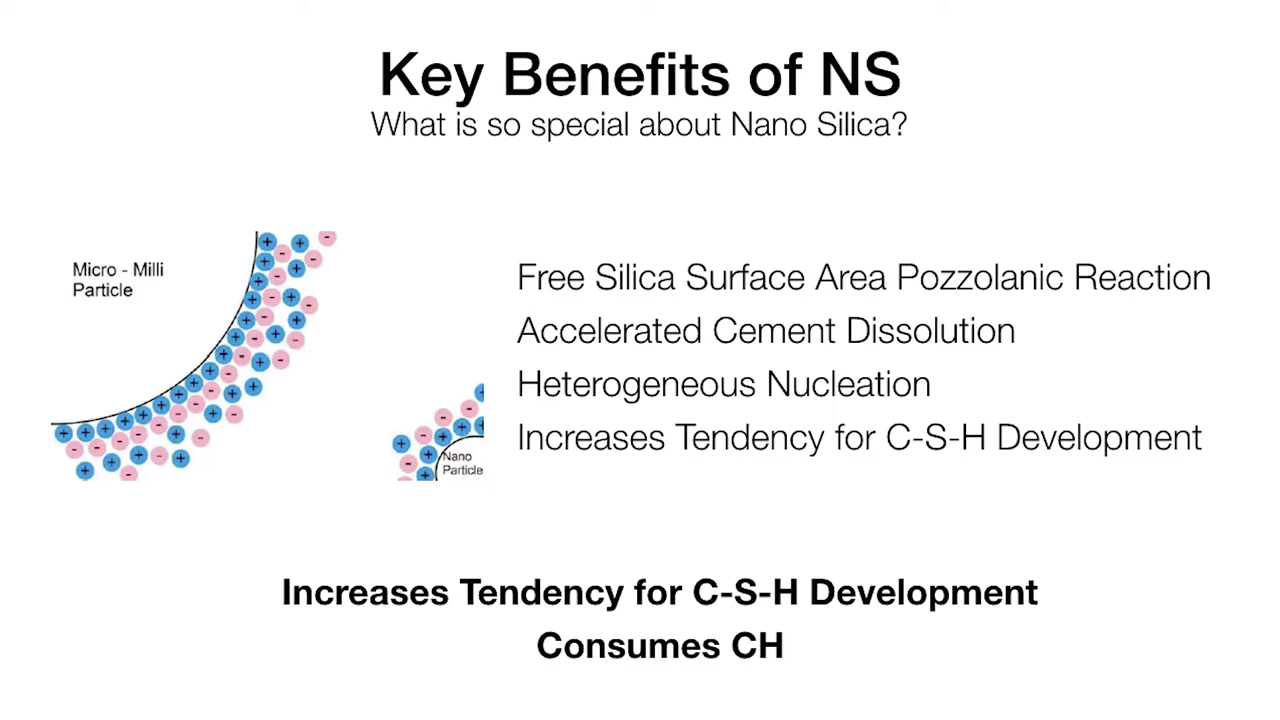 Key Benefits of NS
What is so special about Nano Silica?
Micro - Milli
Particle
Nano
Particle
Free Silica Surface Area Pozzolanic Reaction
Accelerated Cement Dissolution
Heterogeneous Nucleation
Increases Tendency for C-S-H Development
Increases Tendency for C-S-H Development
Consumes CH